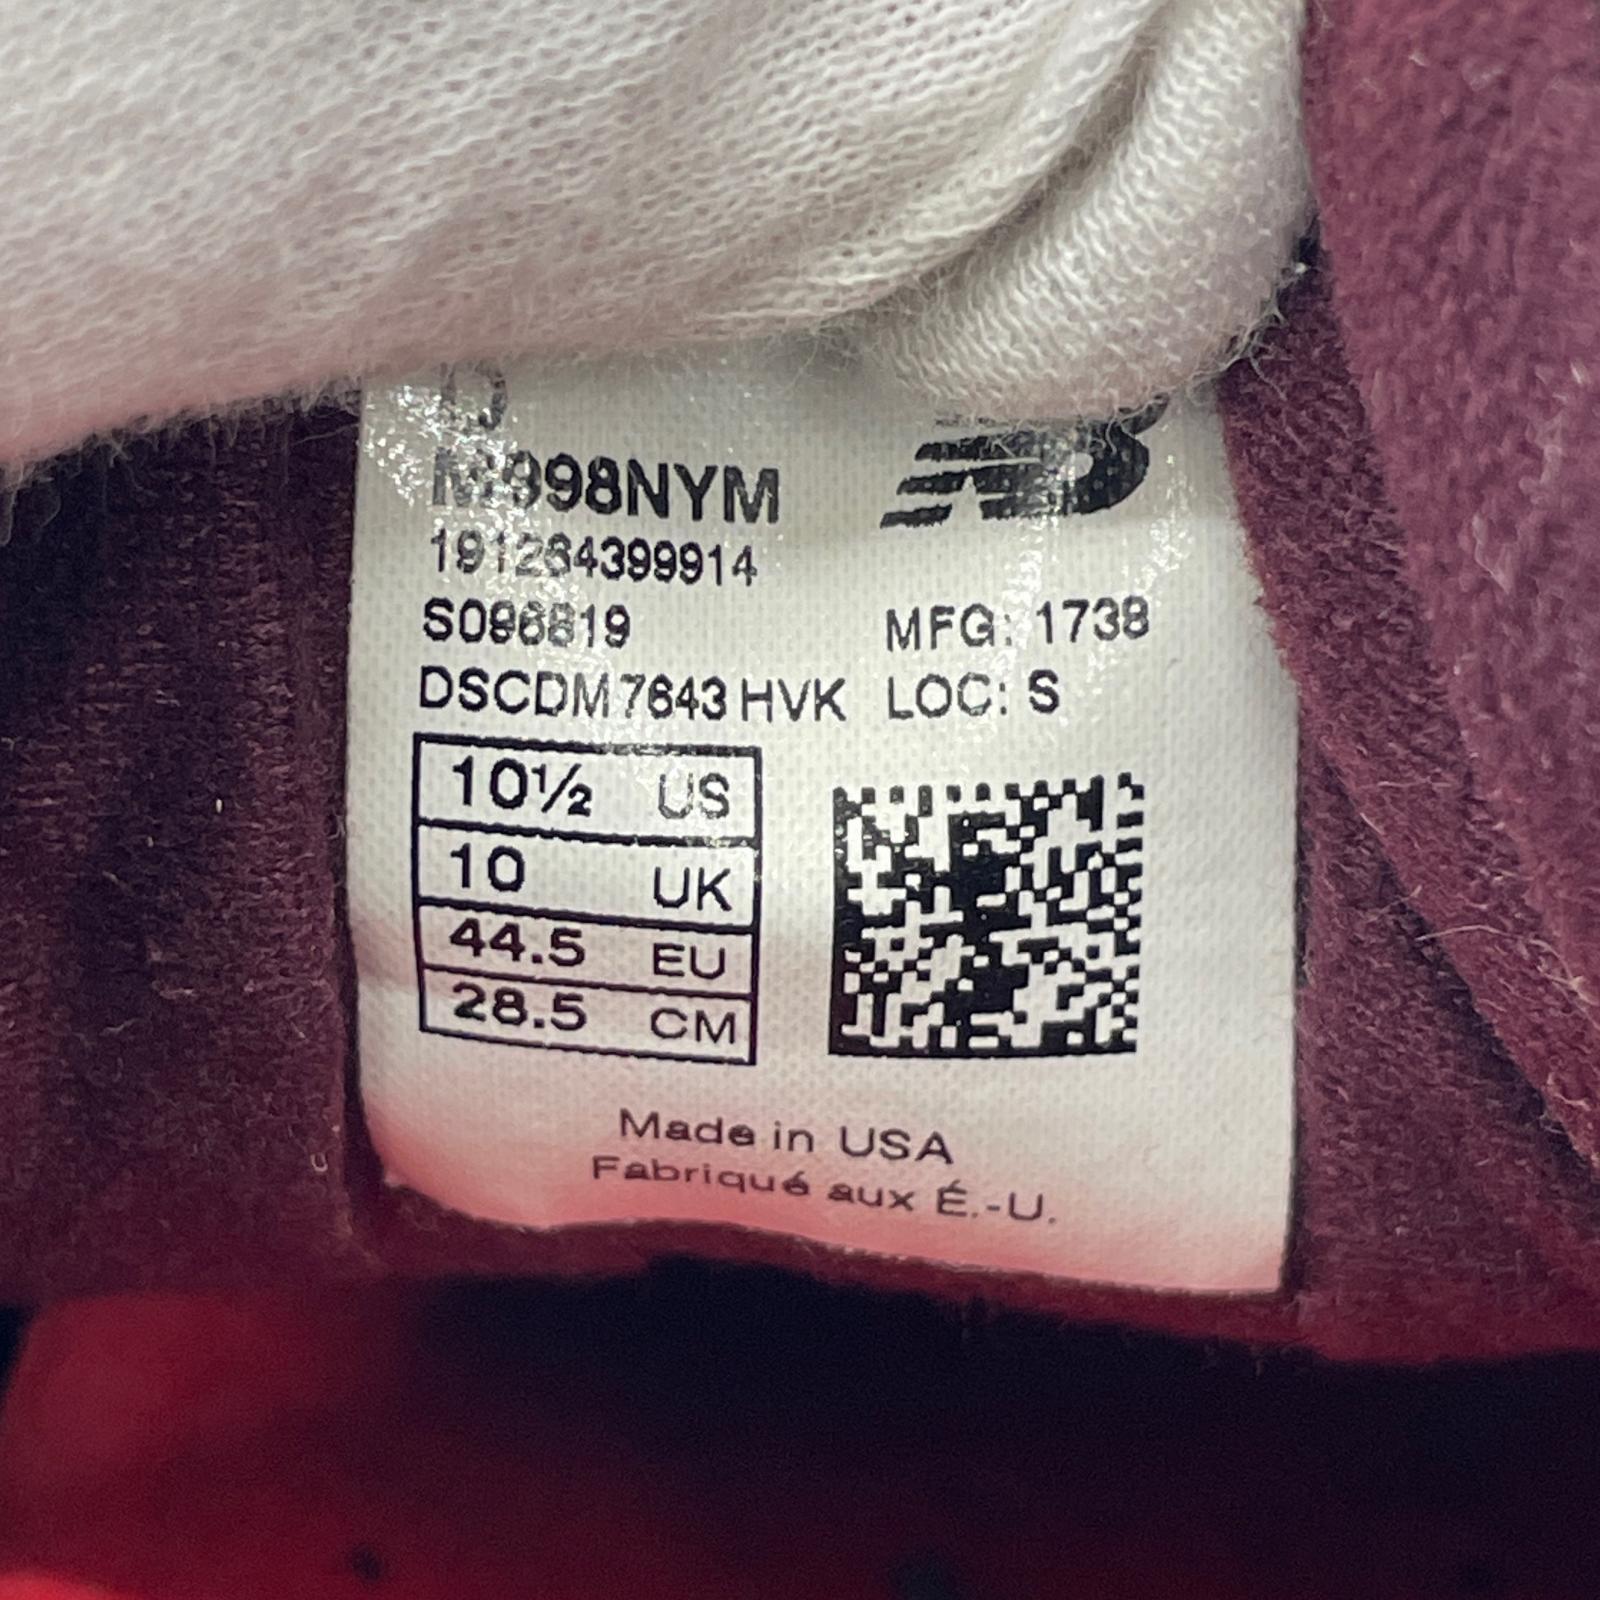 D
M998NYM
191264399914
S096819
MFG: 1738
DSCDM7643 HVK
LOC: S
10½ US
10 UK
44.5 EU
28.5 CM
Made in USA
Fabriqué aux É.-U.